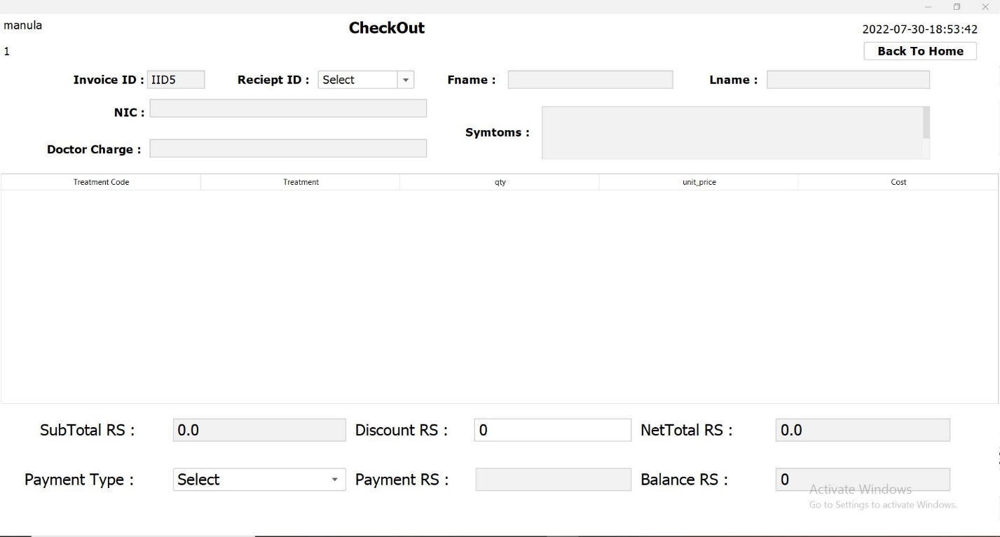 manula
CheckOut
2022-07-30-18:53:42
1
Back To Home
Invoice ID : IID5 Reciept ID : Select Fname : Lname :
NIC :
Symtoms :
Doctor Charge :
Treatment Code Treatment qty unit_price Cost
SubTotal RS : 0.0 Discount RS : 0 NetTotal RS : 0.0
Payment Type : Select Payment RS : Balance RS : 0
Activate Windows
Go to Settings to activate Windows.